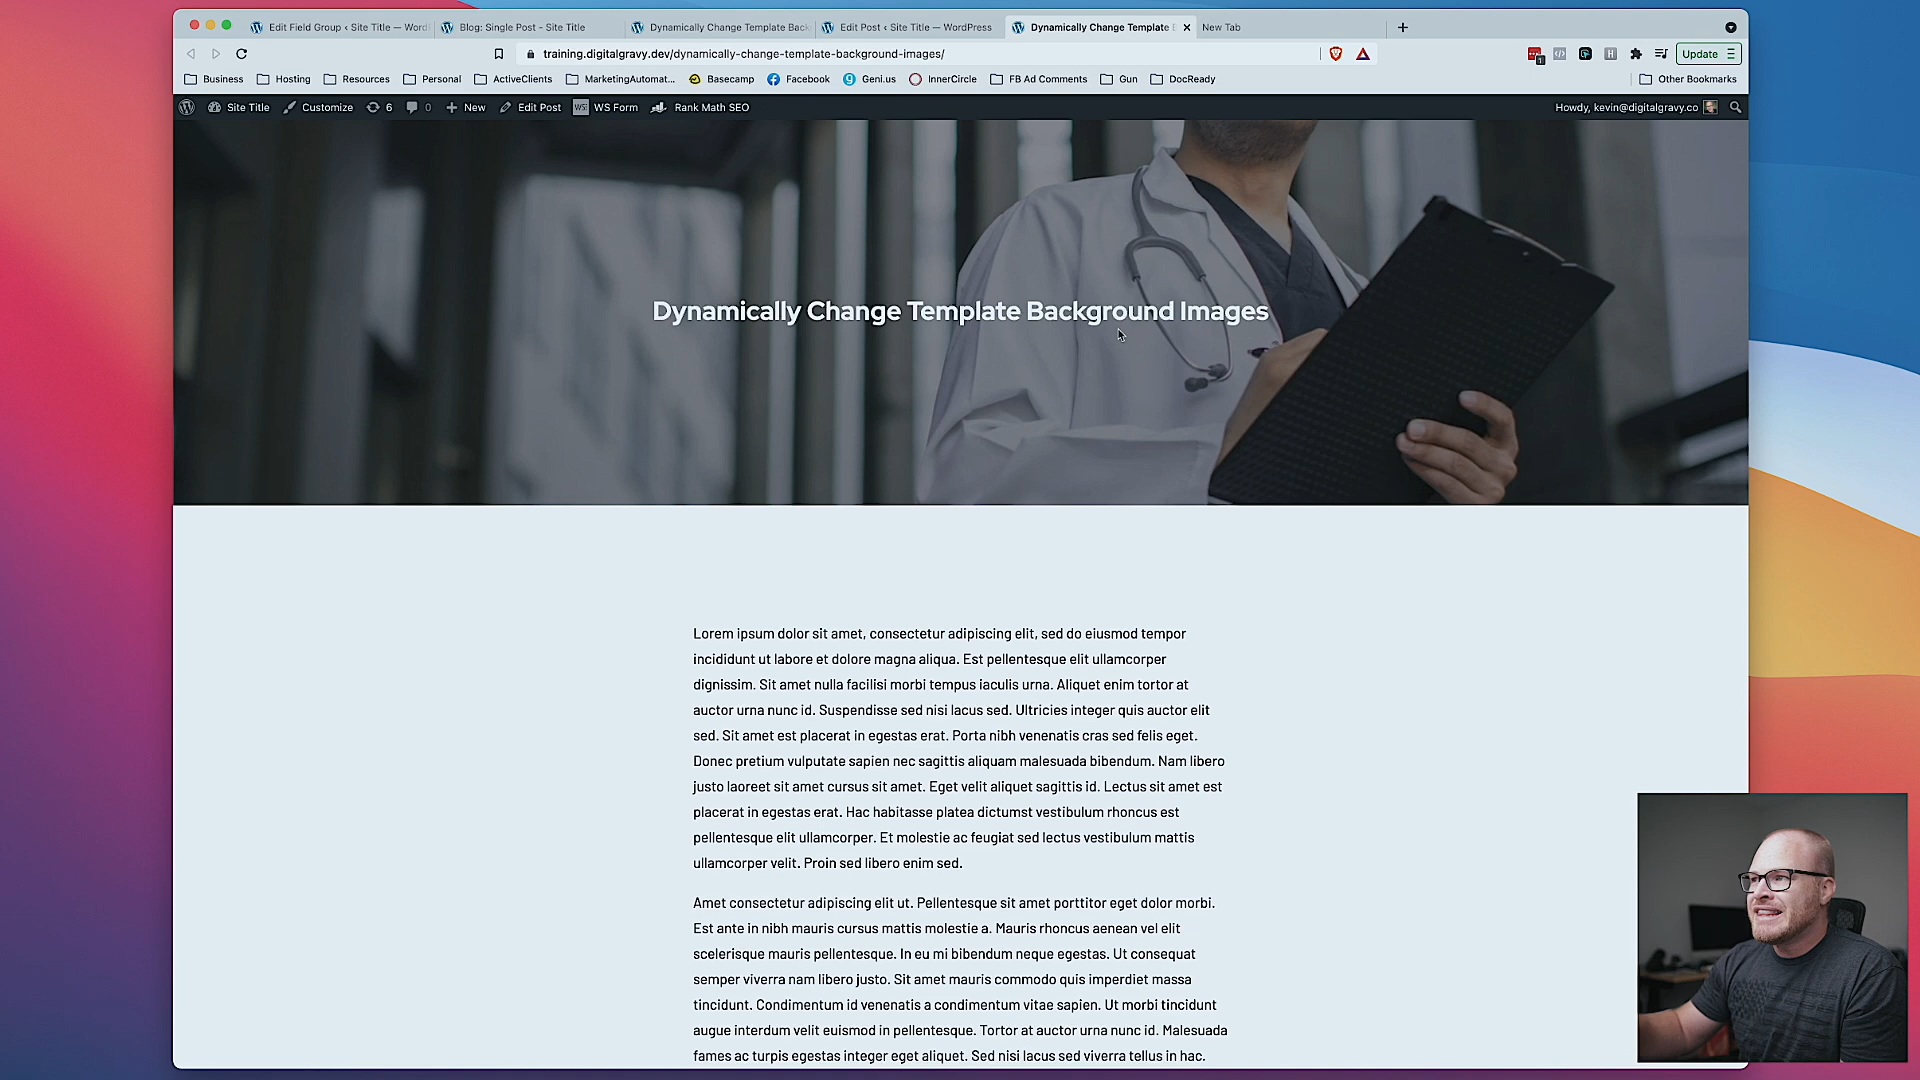 Edit Field Group ‹ Site Title — Word
Blog: Single Post - Site Title
Dynamically Change Template Bac
Edit Post ‹ Site Title — WordPress
Dynamically Change Template B
New Tab
training.digitalgravy.dev/dynamically-change-template-background-images/
Update
Business
Hosting
Resources
Personal
ActiveClients
MarketingAutomat...
Basecamp
Facebook
Geni.us
InnerCircle
FB Ad Comments
Gun
DocReady
Other Bookmarks
Site Title
Customize
6
0
New
Edit Post
WS Form
Rank Math SEO
Howdy, kevin@digitalgravy.co
Dynamically Change Template Background Images
Lorem ipsum dolor sit amet, consectetur adipiscing elit, sed do eiusmod tempor
incididunt ut labore et dolore magna aliqua. Est pellentesque elit ullamcorper
dignissim. Sit amet nulla facilisi morbi tempus iaculis urna. Aliquet enim tortor at
auctor urna nunc id. Suspendisse sed nisi lacus sed. Ultricies integer quis auctor elit
sed. Sit amet est placerat in egestas erat. Porta nibh venenatis cras sed felis eget.
Donec pretium vulputate sapien nec sagittis aliquam malesuada bibendum. Nam libero
justo laoreet sit amet cursus sit amet. Eget velit aliquet sagittis id. Lectus sit amet est
placerat in egestas erat. Hac habitasse platea dictumst vestibulum rhoncus est
pellentesque elit ullamcorper. Et molestie ac feugiat sed lectus vestibulum mattis
ullamcorper velit. Proin sed libero enim sed.
Amet consectetur adipiscing elit ut. Pellentesque sit amet porttitor eget dolor morbi.
Est ante in nibh mauris cursus mattis molestie a. Mauris rhoncus aenean vel elit
scelerisque mauris pellentesque. In eu mi bibendum neque egestas. Ut consequat
semper viverra nam libero justo. Sit amet mauris commodo quis imperdiet massa
tincidunt. Condimentum id venenatis a condimentum vitae sapien. Ut morbi tincidunt
augue interdum velit euismod in pellentesque. Tortor at auctor urna nunc id. Malesuada
fames ac turpis egestas integer eget aliquet. Sed nisi lacus sed viverra tellus in hac.